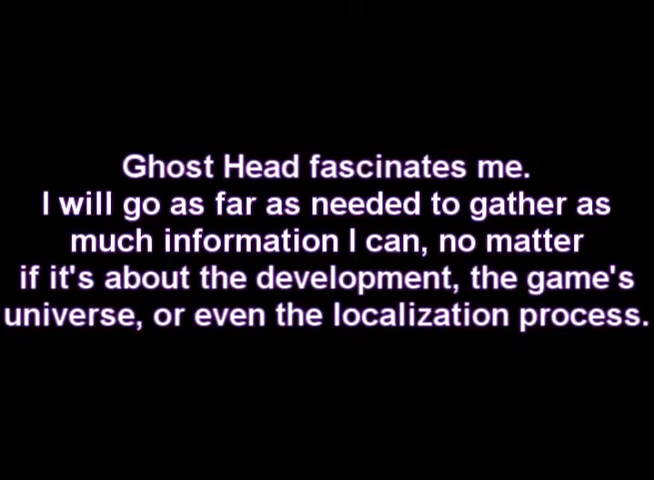 Ghost Head fascinates me.
I will go as far as needed to gather as
much information I can, no matter
if it's about the development, the game's
universe, or even the localization process.